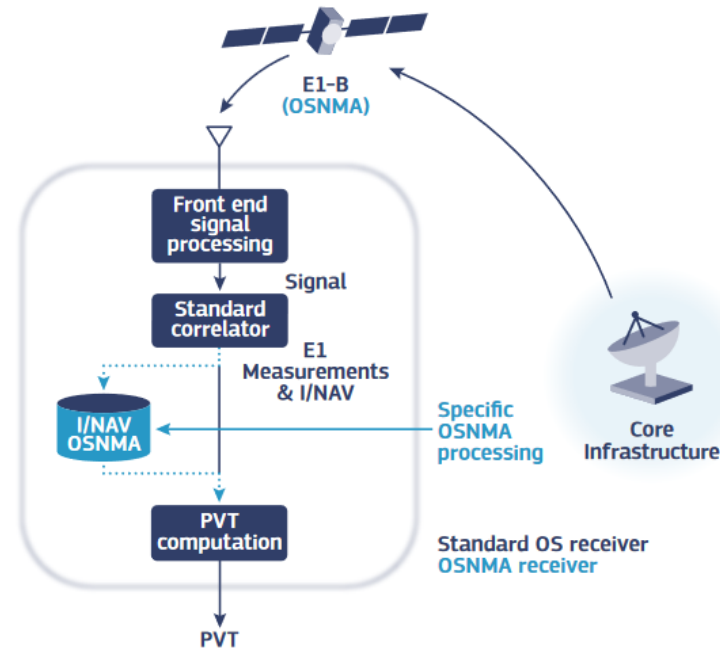 E1-B
(OSNMA)
Front end
signal
processing
Signal
Standard
correlator
E1
Measurements
& I/NAV
I/NAV
OSNMA
Specific
OSNMA
processing
Core
Infrastructure
PVT
computation
Standard OS receiver
OSNMA receiver
PVT